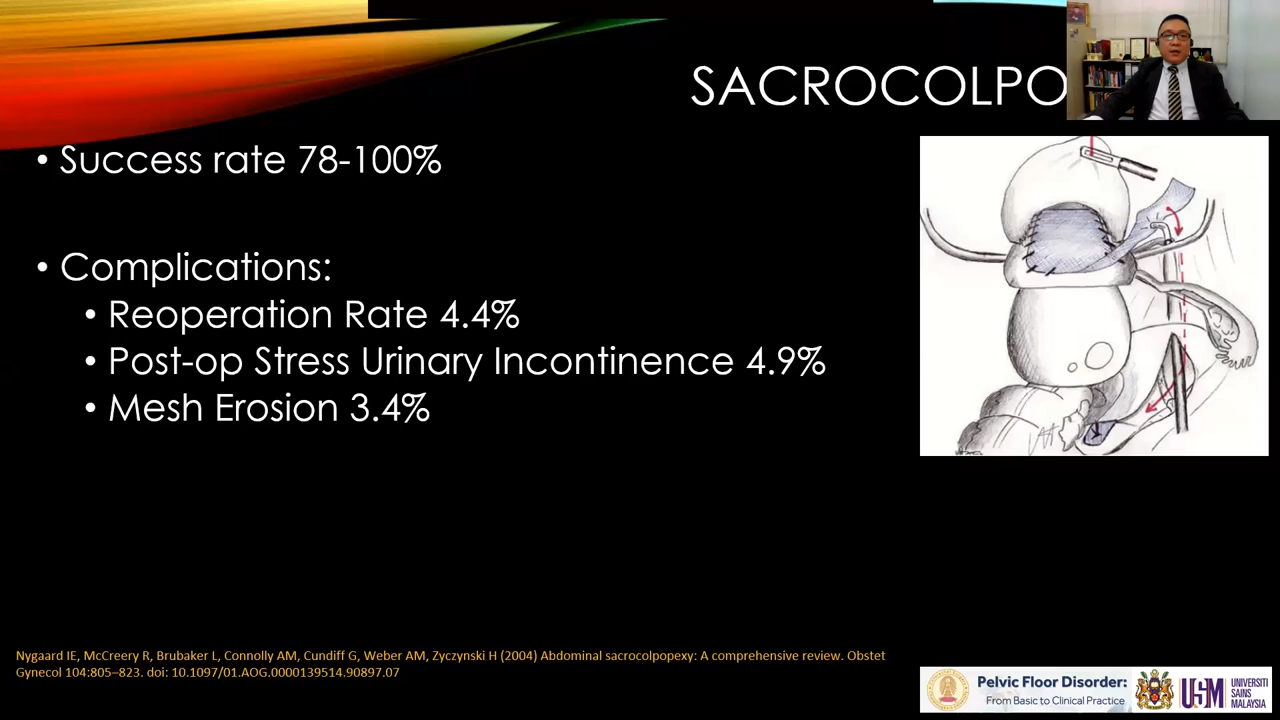 SACROCOLPO
• Success rate 78-100%
• Complications:
• Reoperation Rate 4.4%
• Post-op Stress Urinary Incontinence 4.9%
• Mesh Erosion 3.4%
Nygaard IE, McCreery R, Brubaker L, Connolly AM, Cundiff G, Weber AM, Zyczynski H (2004) Abdominal sacrocolpopexy: A comprehensive review. Obstet
Gynecol 104:805–823. doi: 10.1097/01.AOG.0000139514.90897.07
Pelvic Floor Disorder:
From Basic to Clinical Practice
USM
UNIVERSITI
SAINS
MALAYSIA